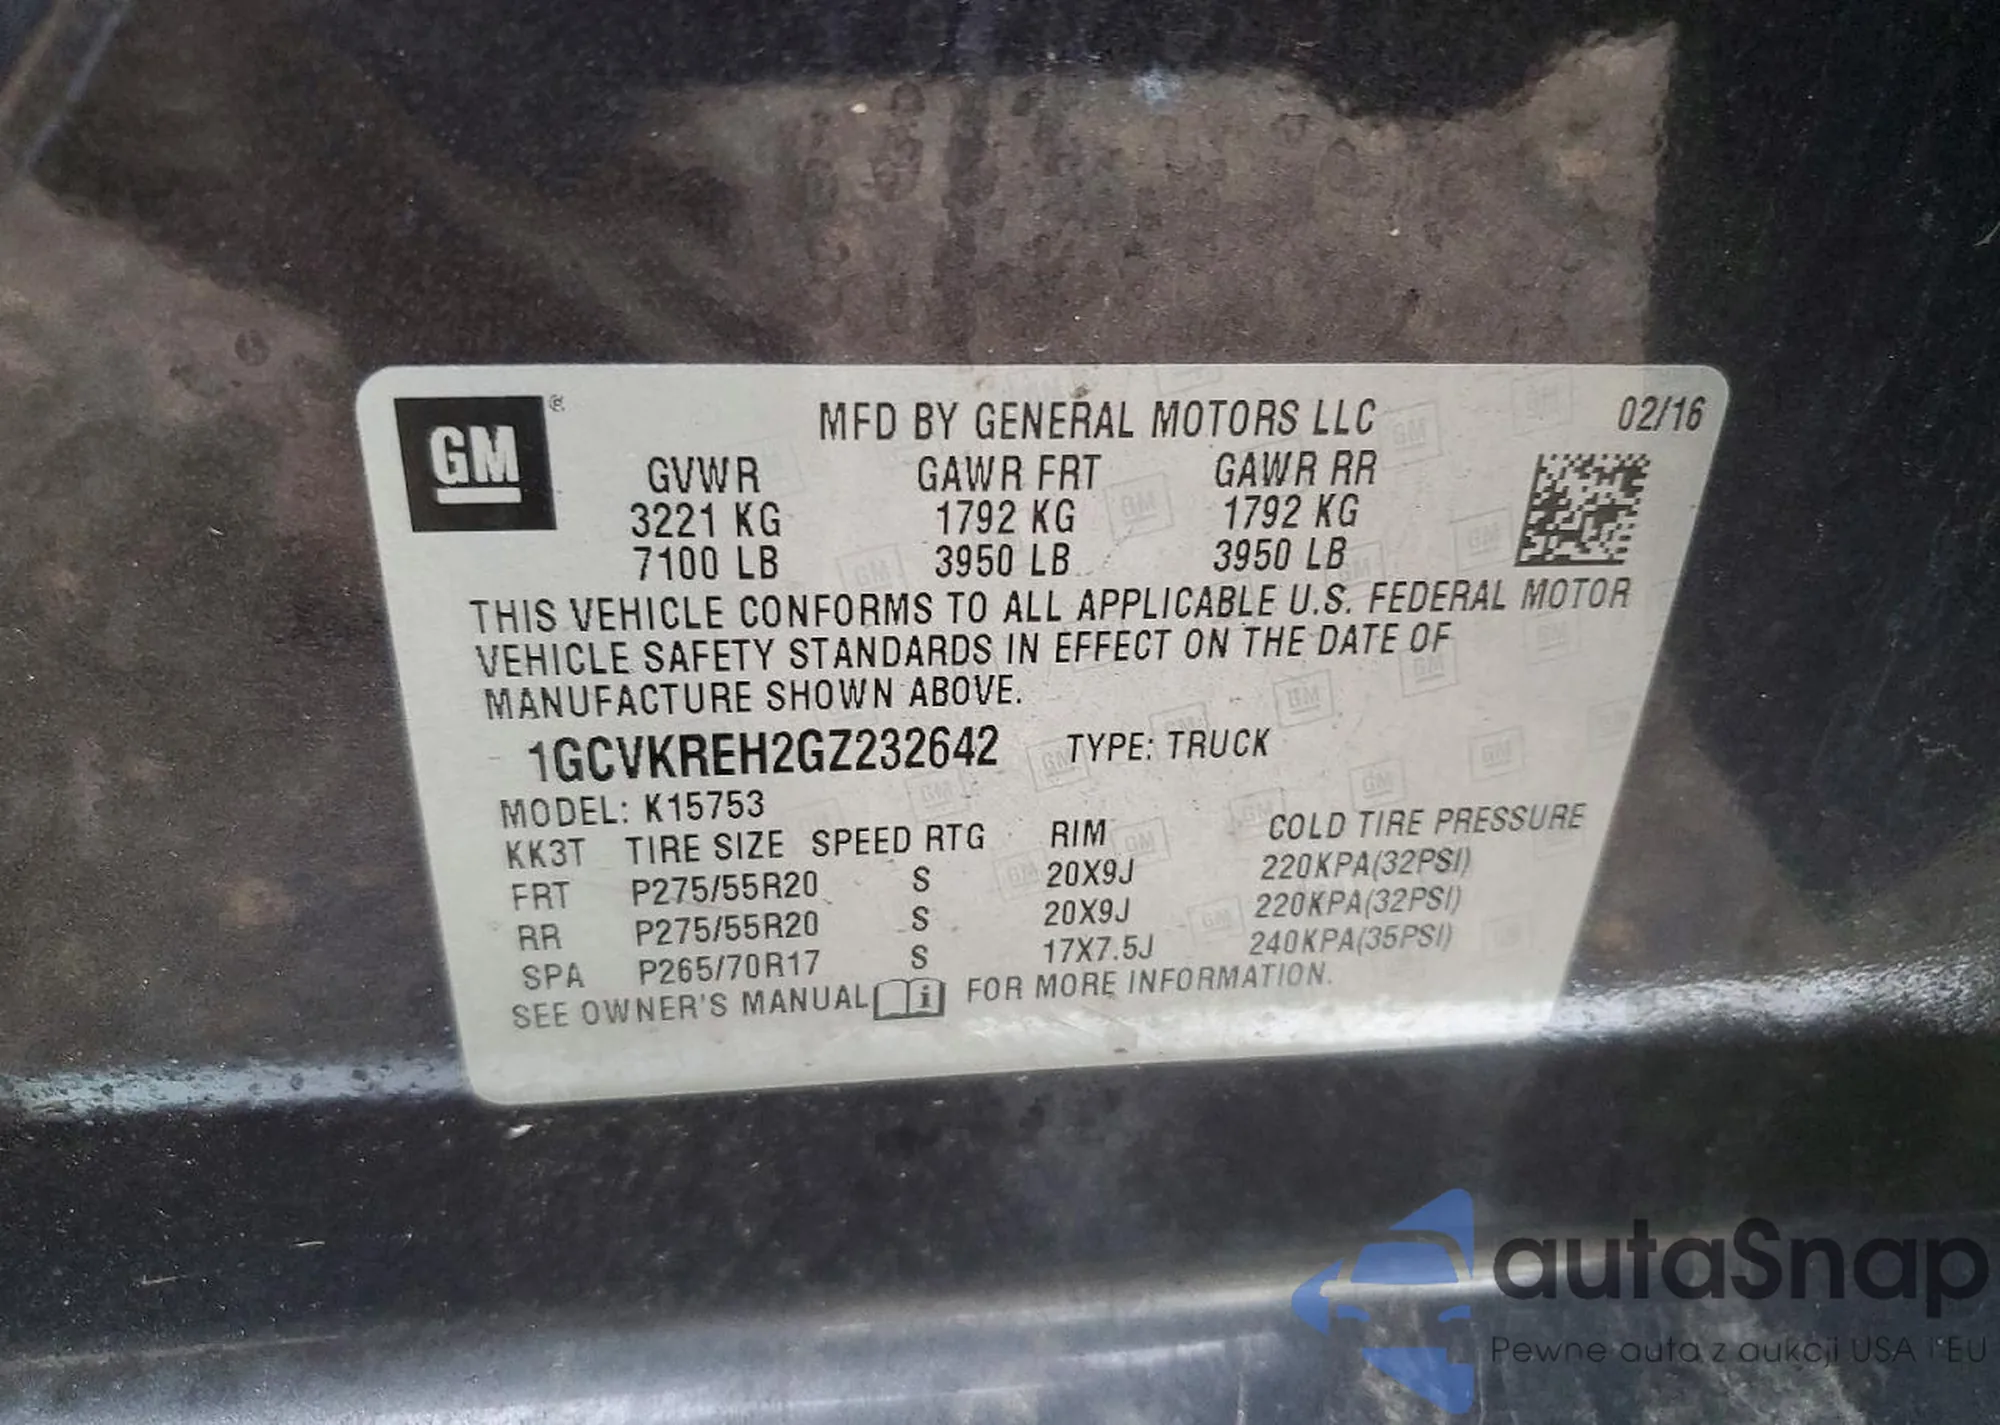 GM ®
MFD BY GENERAL MOTORS LLC 02/16
GVWR GAWR FRT GAWR RR
3221 KG 1792 KG 1792 KG
7100 LB 3950 LB 3950 LB
THIS VEHICLE CONFORMS TO ALL APPLICABLE U.S. FEDERAL MOTOR
VEHICLE SAFETY STANDARDS IN EFFECT ON THE DATE OF
MANUFACTURE SHOWN ABOVE.
1GCVKREH2GZ232642 TYPE: TRUCK
MODEL: K15753
KK3T TIRE SIZE SPEED RTG RIM COLD TIRE PRESSURE
FRT P275/55R20 S 20X9J 220KPA(32PSI)
RR P275/55R20 S 20X9J 220KPA(32PSI)
SPA P265/70R17 S 17X7.5J 240KPA(35PSI)
SEE OWNER'S MANUAL i FOR MORE INFORMATION.
autaSnap
Pewne auta z aukcji USA i EU